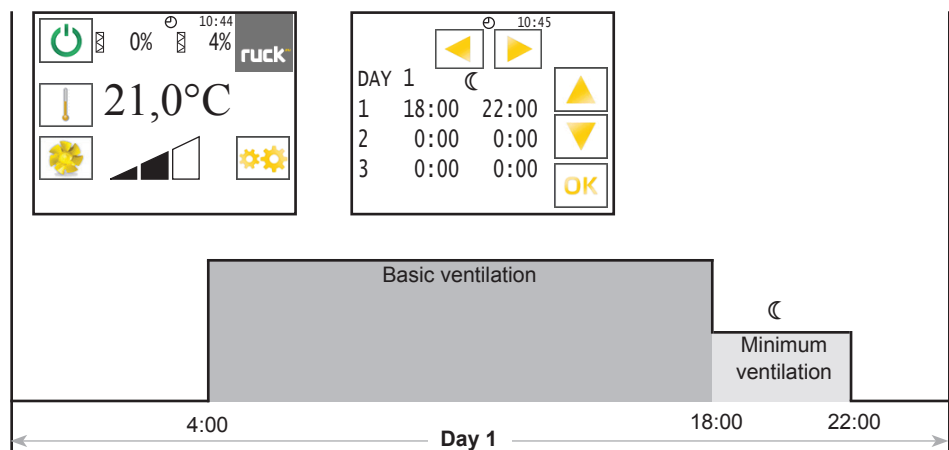 10:44
0% 4%
ruck
21,0°C
10:45
DAY 1
1 18:00 22:00
2 0:00 0:00
3 0:00 0:00
OK
Basic ventilation
Minimum
ventilation
4:00 18:00 22:00
Day 1